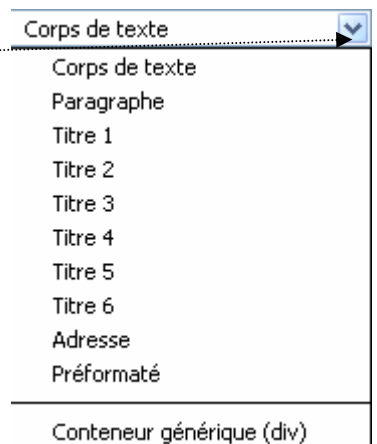 Corps de texte
Corps de texte
Paragraphe
Titre 1
Titre 2
Titre 3
Titre 4
Titre 5
Titre 6
Adresse
Préformaté
Conteneur générique (div)